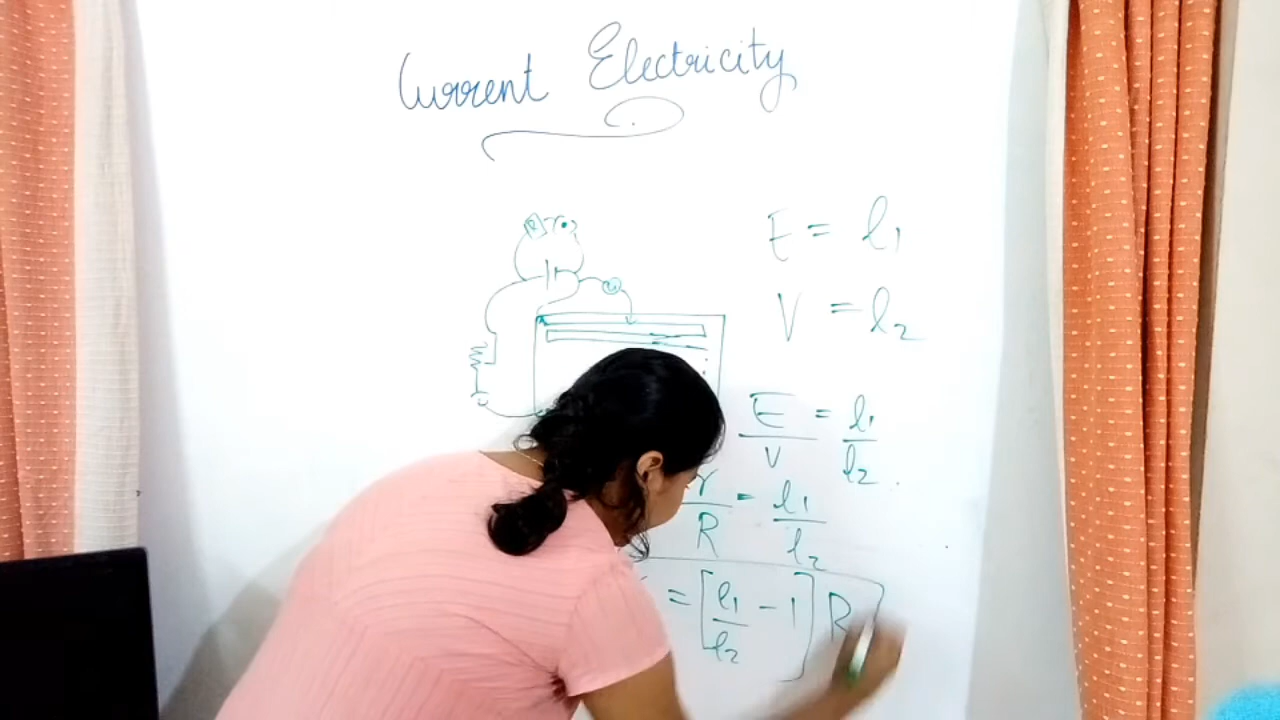 Current Electricity
R
G
E = l1
V = l2
E/V = l1/l2
r/R = l1/l2
= [l1/l2 - 1] R